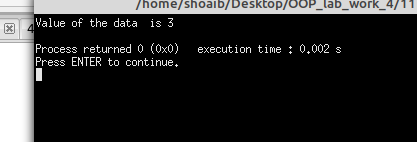 /home/shoaib/Desktop/OOP_lab_work_4/11
4
Value of the data  is 3
Process returned 0 (0x0)   execution time : 0.002 s
Press ENTER to continue.